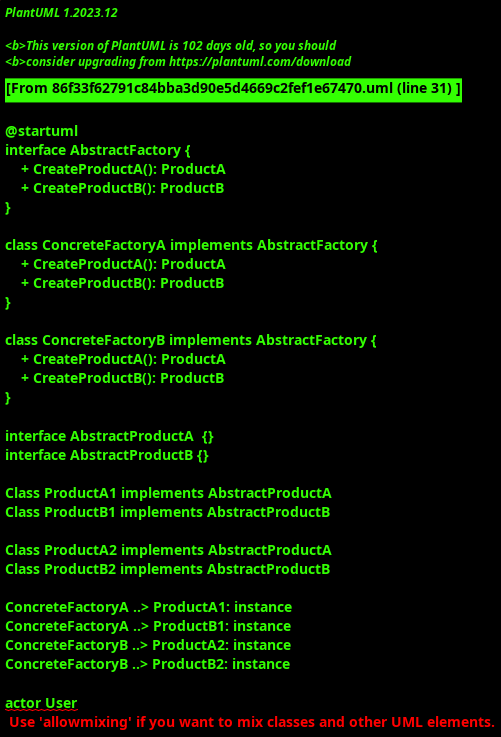 PlantUML 1.2023.12
<b>This version of PlantUML is 102 days old, so you should
<b>consider upgrading from https://plantuml.com/download
[From 86f33f62791c84bba3d90e5d4669c2fef1e67470.uml (line 31) ]
@startuml
interface AbstractFactory {
+ CreateProductA(): ProductA
+ CreateProductB(): ProductB
}
class ConcreteFactoryA implements AbstractFactory {
+ CreateProductA(): ProductA
+ CreateProductB(): ProductB
}
class ConcreteFactoryB implements AbstractFactory {
+ CreateProductA(): ProductA
+ CreateProductB(): ProductB
}
interface AbstractProductA  {}
interface AbstractProductB {}
Class ProductA1 implements AbstractProductA
Class ProductB1 implements AbstractProductB
Class ProductA2 implements AbstractProductA
Class ProductB2 implements AbstractProductB
ConcreteFactoryA ..> ProductA1: instance
ConcreteFactoryA ..> ProductB1: instance
ConcreteFactoryB ..> ProductA2: instance
ConcreteFactoryB ..> ProductB2: instance
actor User
Use 'allowmixing' if you want to mix classes and other UML elements.